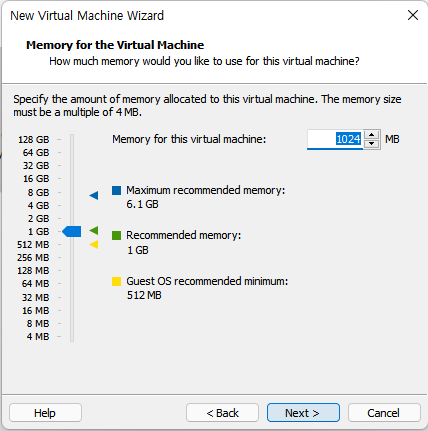 New Virtual Machine Wizard
Memory for the Virtual Machine
How much memory would you like to use for this virtual machine?
Specify the amount of memory allocated to this virtual machine. The memory size
must be a multiple of 4 MB.
Memory for this virtual machine: 1024 MB
128 GB
64 GB
32 GB
16 GB
8 GB
4 GB
2 GB
1 GB
512 MB
256 MB
128 MB
64 MB
32 MB
16 MB
8 MB
4 MB
Maximum recommended memory:
6.1 GB
Recommended memory:
1 GB
Guest OS recommended minimum:
512 MB
Help
< Back
Next >
Cancel